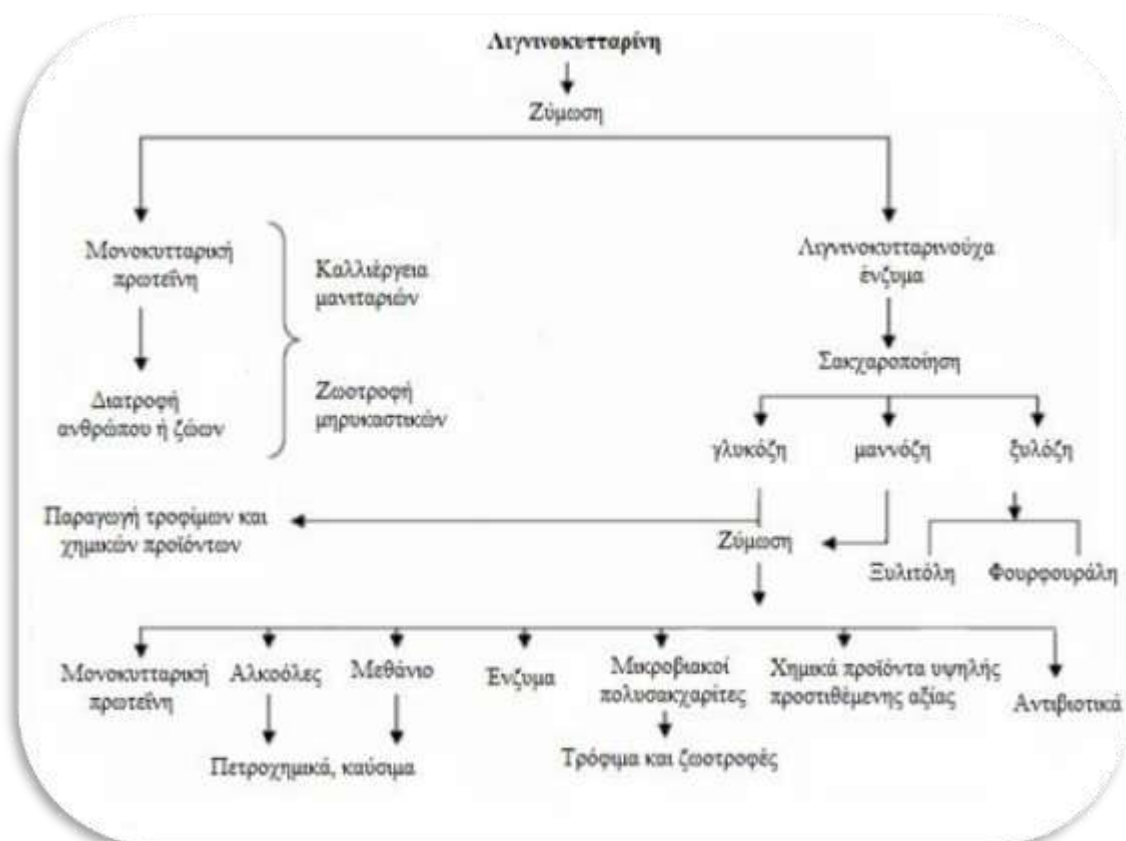 Λιγνινοκυτταρίνη
Ζύμωση
Μονοκυτταρική
πρωτεΐνη
Καλλιέργεια
μανιταριών
Λιγνινοκυτταρινούχα
ένζυμα
Σακχαροποίηση
Διατροφή
ανθρώπου ή ζώων
Ζωοτροφή
μηρυκαστικών
γλυκόζη μαννόζη ξυλόζη
Παραγωγή τροφίμων και
χημικών προϊόντων
Ζύμωση
Ξυλιτόλη Φουρφουράλη
Μονοκυτταρική
πρωτεΐνη
Αλκοόλες
Μεθάνιο
Ένζυμα
Μικροβιακοί
πολυσακχαρίτες
Χημικά προϊόντα υψηλής
προστιθέμενης αξίας
Αντιβιοτικά
Πετροχημικά, καύσιμα
Τρόφιμα και ζωοτροφές